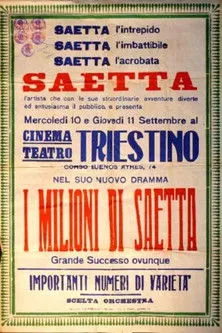 SAETTA l'intrepido
SAETTA l'imbattibile
SAETTA l'acrobata
SAETTA
l'artista che con le sue straordinarie avventure diverte
ed entusiasma il pubblico, si presenta
Mercoledì 10 e Giovedì 11 Settembre al
CINEMA TEATRO TRIESTINO
CORSO BUENOS AYRES, 74
NEL SUO NUOVO DRAMMA
I MILIONI DI SAETTA
Grande Successo ovunque
IMPORTANTI NUMERI DI VARIETA'
SCELTA ORCHESTRA